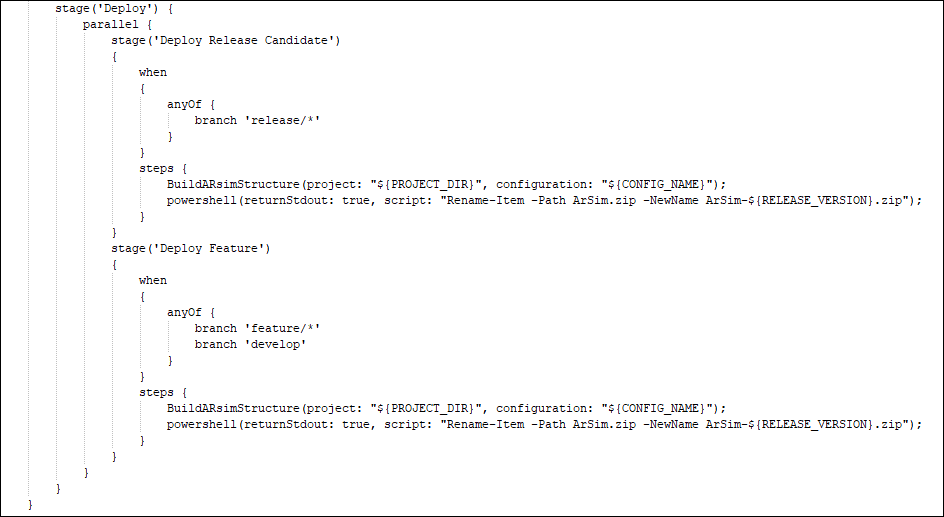 stage('Deploy') {
parallel {
stage('Deploy Release Candidate')
{
when
{
anyOf {
branch 'release/*'
}
}
steps {
BuildARsimStructure(project: "${PROJECT_DIR}", configuration: "${CONFIG_NAME}");
powershell(returnStdout: true, script: "Rename-Item -Path ArSim.zip -NewName ArSim-${RELEASE_VERSION}.zip");
}
}
stage('Deploy Feature')
{
when
{
anyOf {
branch 'feature/*'
branch 'develop'
}
}
steps {
BuildARsimStructure(project: "${PROJECT_DIR}", configuration: "${CONFIG_NAME}");
powershell(returnStdout: true, script: "Rename-Item -Path ArSim.zip -NewName ArSim-${RELEASE_VERSION}.zip");
}
}
}
}
}